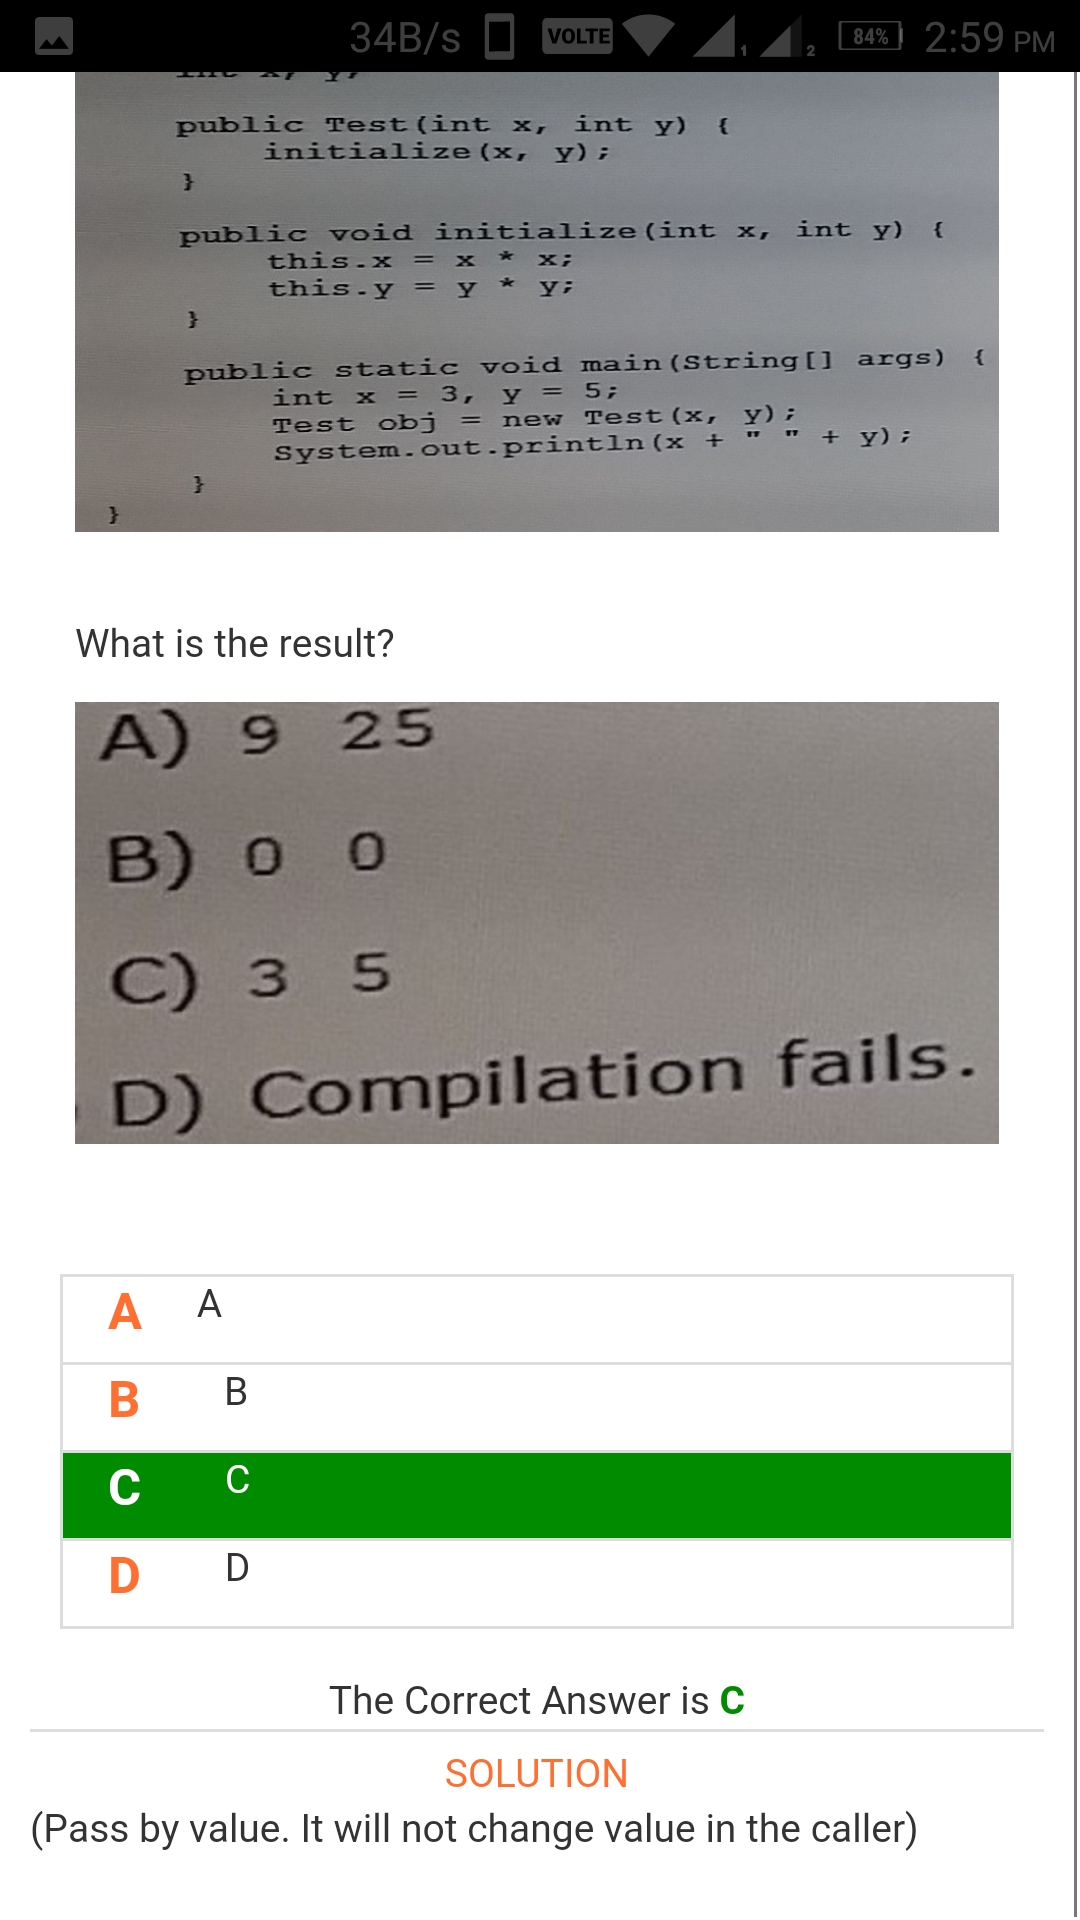 34B/s VOLTE 1 2 84% 2:59 PM
int x, y;
public Test(int x, int y) {
initialize(x, y);
}
public void initialize(int x, int y) {
this.x = x * x;
this.y = y * y;
}
public static void main(String[] args) {
int x = 3, y = 5;
Test obj = new Test(x, y);
System.out.println(x + " " + y);
}
}
What is the result?
A) 9 25
B) 0 0
C) 3 5
D) Compilation fails.
A A
B B
C C
D D
The Correct Answer is C
SOLUTION
(Pass by value. It will not change value in the caller)